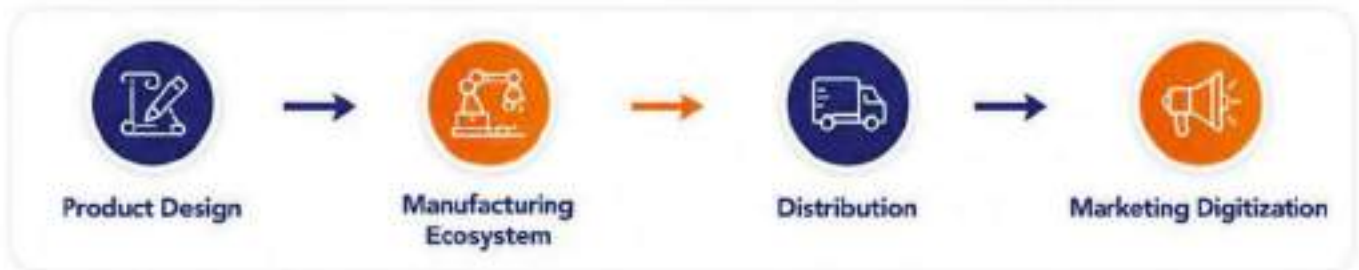 Product Design
Manufacturing
Ecosystem
Distribution
Marketing Digitization